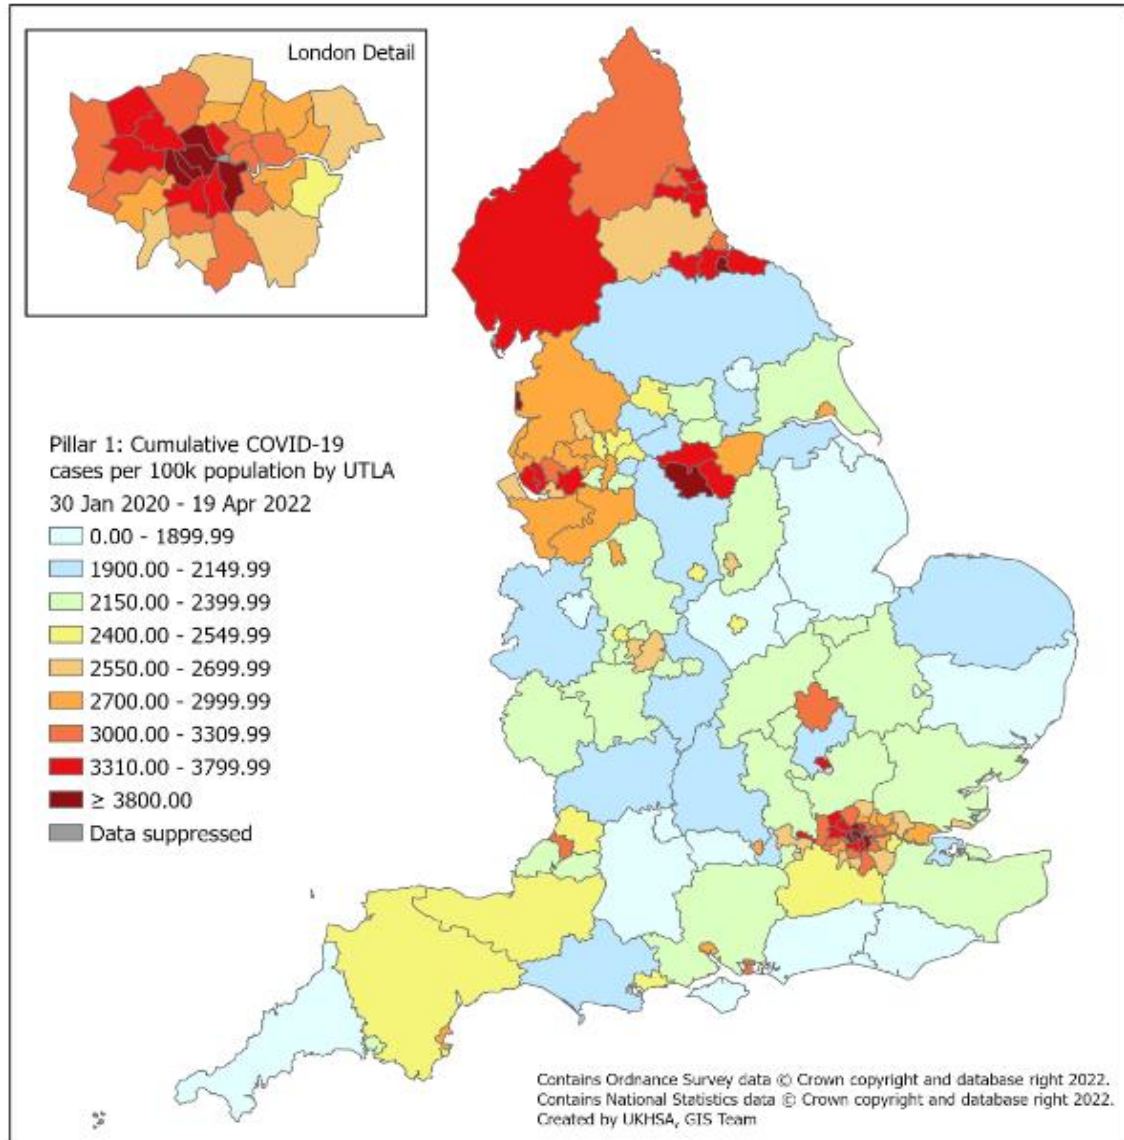 London Detail
Pillar 1: Cumulative COVID-19
cases per 100k population by UTLA
30 Jan 2020 - 19 Apr 2022
0.00 - 1899.99
1900.00 - 2149.99
2150.00 - 2399.99
2400.00 - 2549.99
2550.00 - 2699.99
2700.00 - 2999.99
3000.00 - 3309.99
3310.00 - 3799.99
≥ 3800.00
Data suppressed
Contains Ordnance Survey data © Crown copyright and database right 2022.
Contains National Statistics data © Crown copyright and database right 2022.
Created by UKHSA, GIS Team